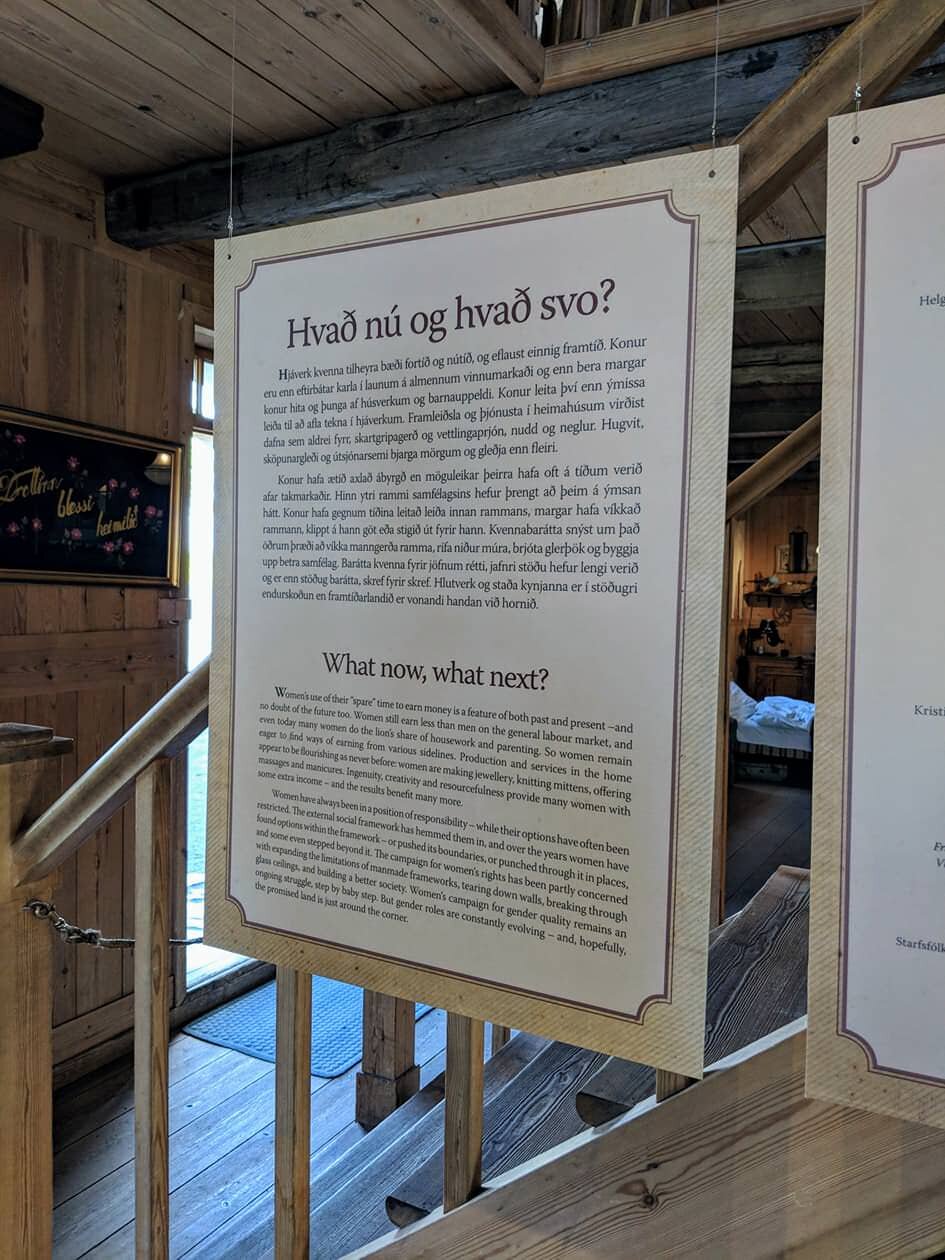 Hvað nú og hvað svo?
Hjáverk kvenna tilheyra bæði fortíð og nútíð, og eflaust einnig framtíð. Konur
eru enn eftirbátar karla í launum á almennum vinnumarkaði og enn bera margar
konur hita og þunga af húsverkum og barnauppeldi. Konur leita því enn ýmissa
leiða til að afla tekna í hjáverkum. Framleiðsla og þjónusta í heimahúsum virðist
dafna sem aldrei fyrr, skartgripagerð og vettlingaprjón, nudd og neglur. Hugvit,
sköpunargleði og útsjónarsemi bjarga mörgum og gleðja enn fleiri.
Konur hafa ætíð axlað ábyrgð en möguleikar þeirra hafa oft á tíðum verið
afar takmarkaðir. Hinn ytri rammi samfélagsins hefur þrengt að þeim á ýmsan
hátt. Konur hafa gegnum tíðina leitað leiða innan rammans, margar hafa víkkað
rammann, klippt á hann göt eða stigið út fyrir hann. Kvennabarátta snýst um það
öðrum þræði að víkka manngerða ramma, rífa niður múra, brjóta glerþök og byggja
upp betra samfélag. Barátta kvenna fyrir jöfnum rétti, jafnri stöðu hefur lengi verið
og er enn stöðug barátta, skref fyrir skref. Hlutverk og staða kynjanna er í stöðugri
endurskoðun en framtíðarlandið er vonandi handan við hornið.
What now, what next?
Women's use of their "spare" time to earn money is a feature of both past and present –and
no doubt of the future too. Women still earn less than men on the general labour market, and
even today many women do the lion's share of housework and parenting. So women remain
eager to find ways of earning from various sidelines. Production and services in the home
appear to be flourishing as never before: women are making jewellery, knitting mittens, offering
massages and manicures. Ingenuity, creativity and resourcefulness provide many women with
some extra income – and the results benefit many more.
Women have always been in a position of responsibility – while their options have often been
restricted. The external social framework has hemmed them in, and over the years women have
found options within the framework – or pushed its boundaries, or punched through it in places,
and some even stepped beyond it. The campaign for women's rights has been partly concerned
with expanding the limitations of manmade frameworks, tearing down walls, breaking through
glass ceilings, and building a better society. Women's campaign for gender quality remains an
ongoing struggle, step by baby step. But gender roles are constantly evolving – and, hopefully,
the promised land is just around the corner.
Drottinn
blessi
heimilið
Helg
Kristi
Fr
V
Starfsfólk